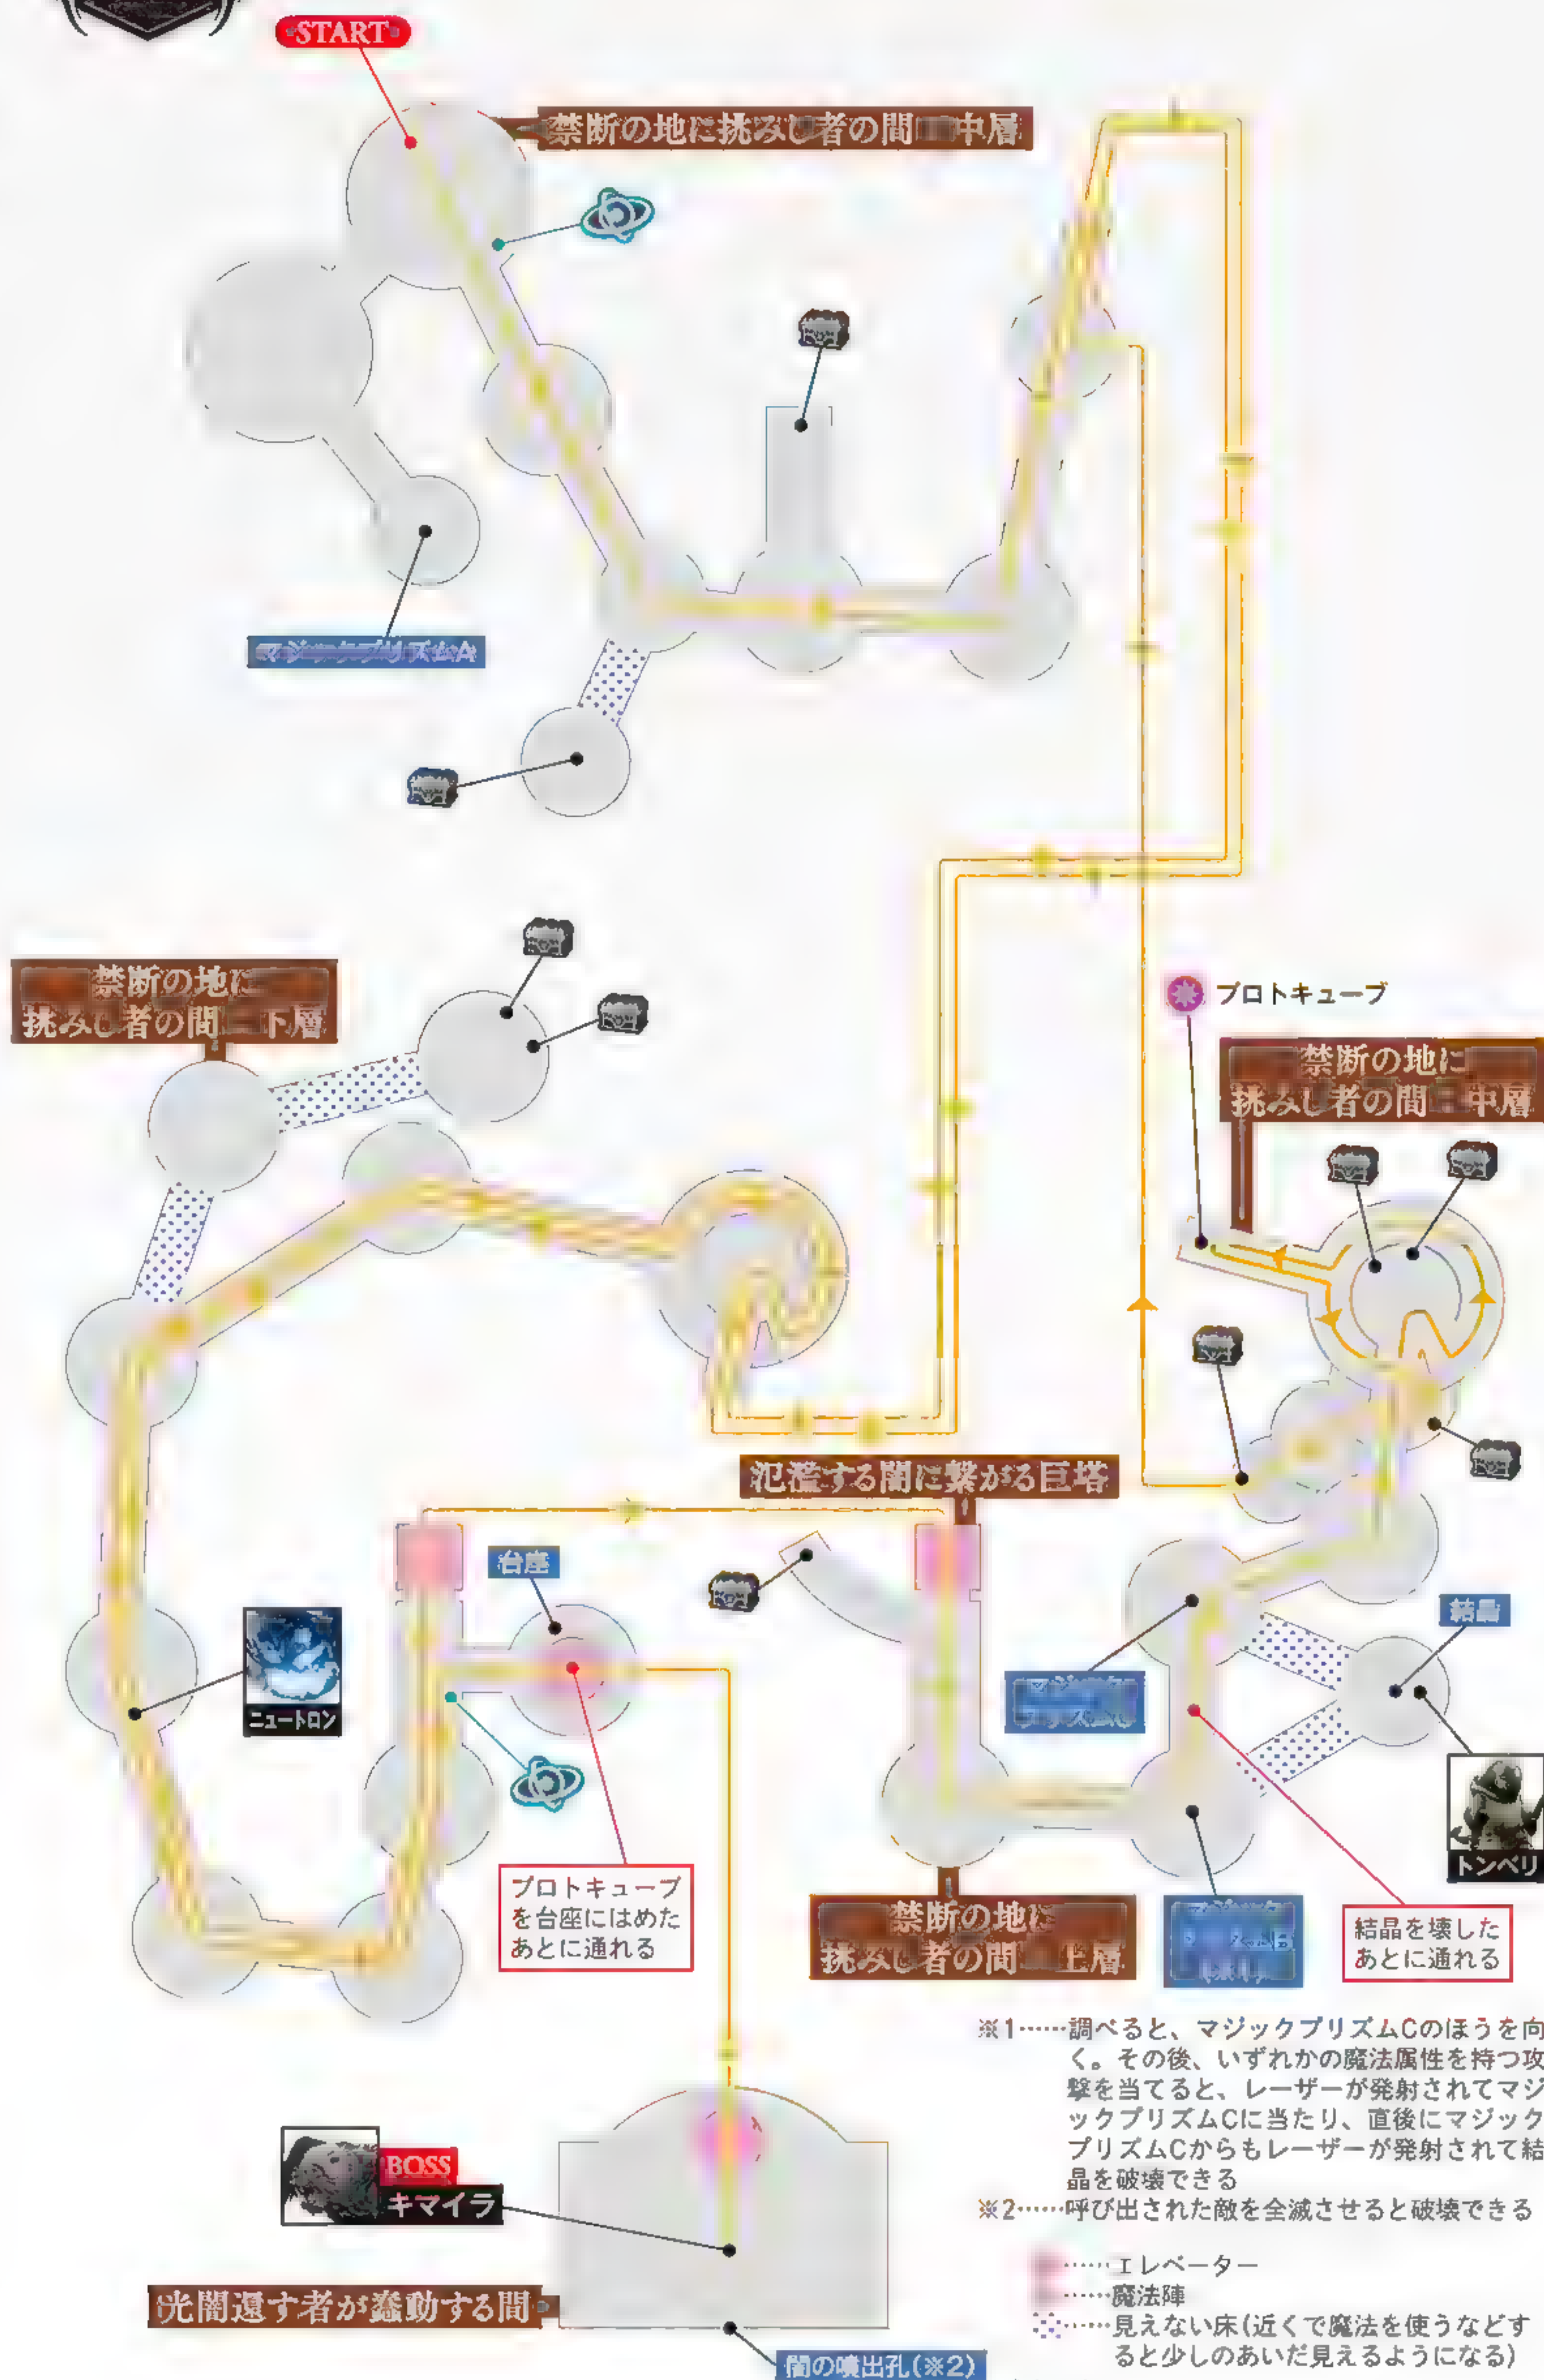 START
禁断の地に挑みし者の間 中層
マジックプリズムA
禁断の地に
挑みし者の間 下層
プロトキューブ
禁断の地に
挑みし者の間 中層
氾濫する闇に繋がる巨塔
台座
結晶
ニュートロン
トンベリ
プロトキューブ
を台座にはめた
あとに通れる
禁断の地に
挑みし者の間 上層
結晶を壊した
あとに通れる
※1……調べると、マジックプリズムCのほうを向
く。その後、いずれかの魔法属性を持つ攻
撃を当てると、レーザーが発射されてマジ
ックプリズムCに当たり、直後にマジック
プリズムCからもレーザーが発射されて結
晶を破壊できる
※2……呼び出された敵を全滅させると破壊できる
BOSS
キマイラ
……エレベーター
……魔法陣
……見えない床(近くで魔法を使うなどす
ると少しのあいだ見えるようになる)
光闇還す者が蠢動する間
闇の噴出孔(※2)